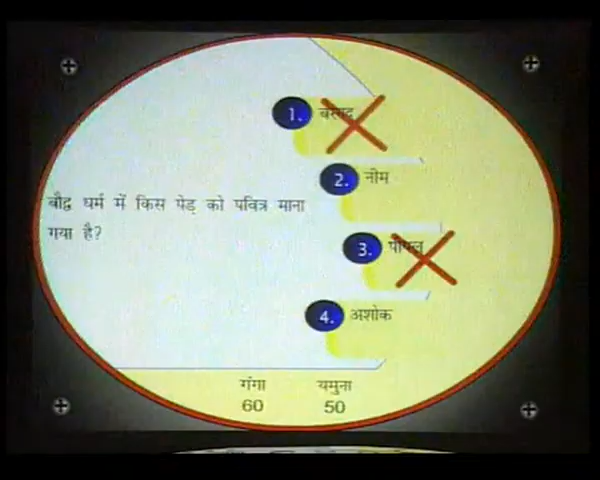 1. बरगद
2. नीम
बौद्ध धर्म में किस पेड़ को पवित्र माना
गया है?
3. पीपल
4. अशोक
गंगा यमुना
60 50